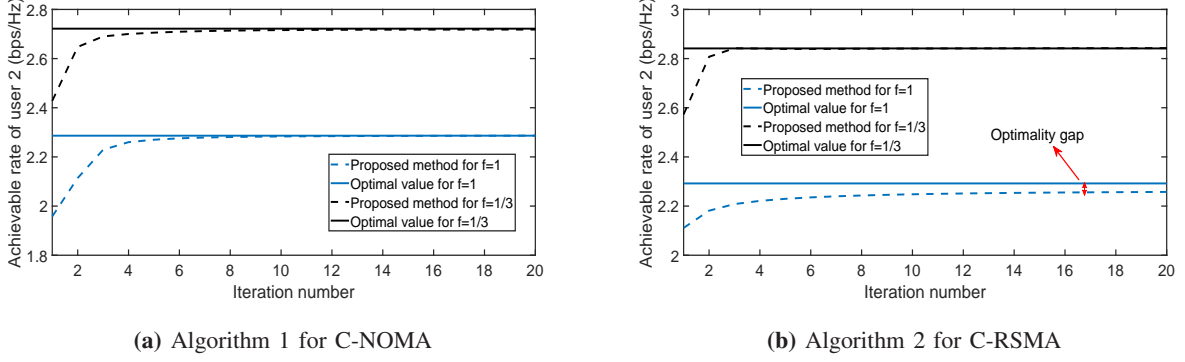 Achievable rate of user 2 (bps/Hz)
2.8
2.6
2.4
2.2
2
1.8
2 4 6 8 10 12 14 16 18 20
Iteration number
Proposed method for f=1
Optimal value for f=1
Proposed method for f=1/3
Optimal value for f=1/3
(a) Algorithm 1 for C-NOMA
Achievable rate of user 2 (bps/Hz)
3
2.8
2.6
2.4
2.2
2
2 4 6 8 10 12 14 16 18 20
Iteration number
Proposed method for f=1
Optimal value for f=1
Proposed method for f=1/3
Optimal value for f=1/3
Optimality gap
(b) Algorithm 2 for C-RSMA